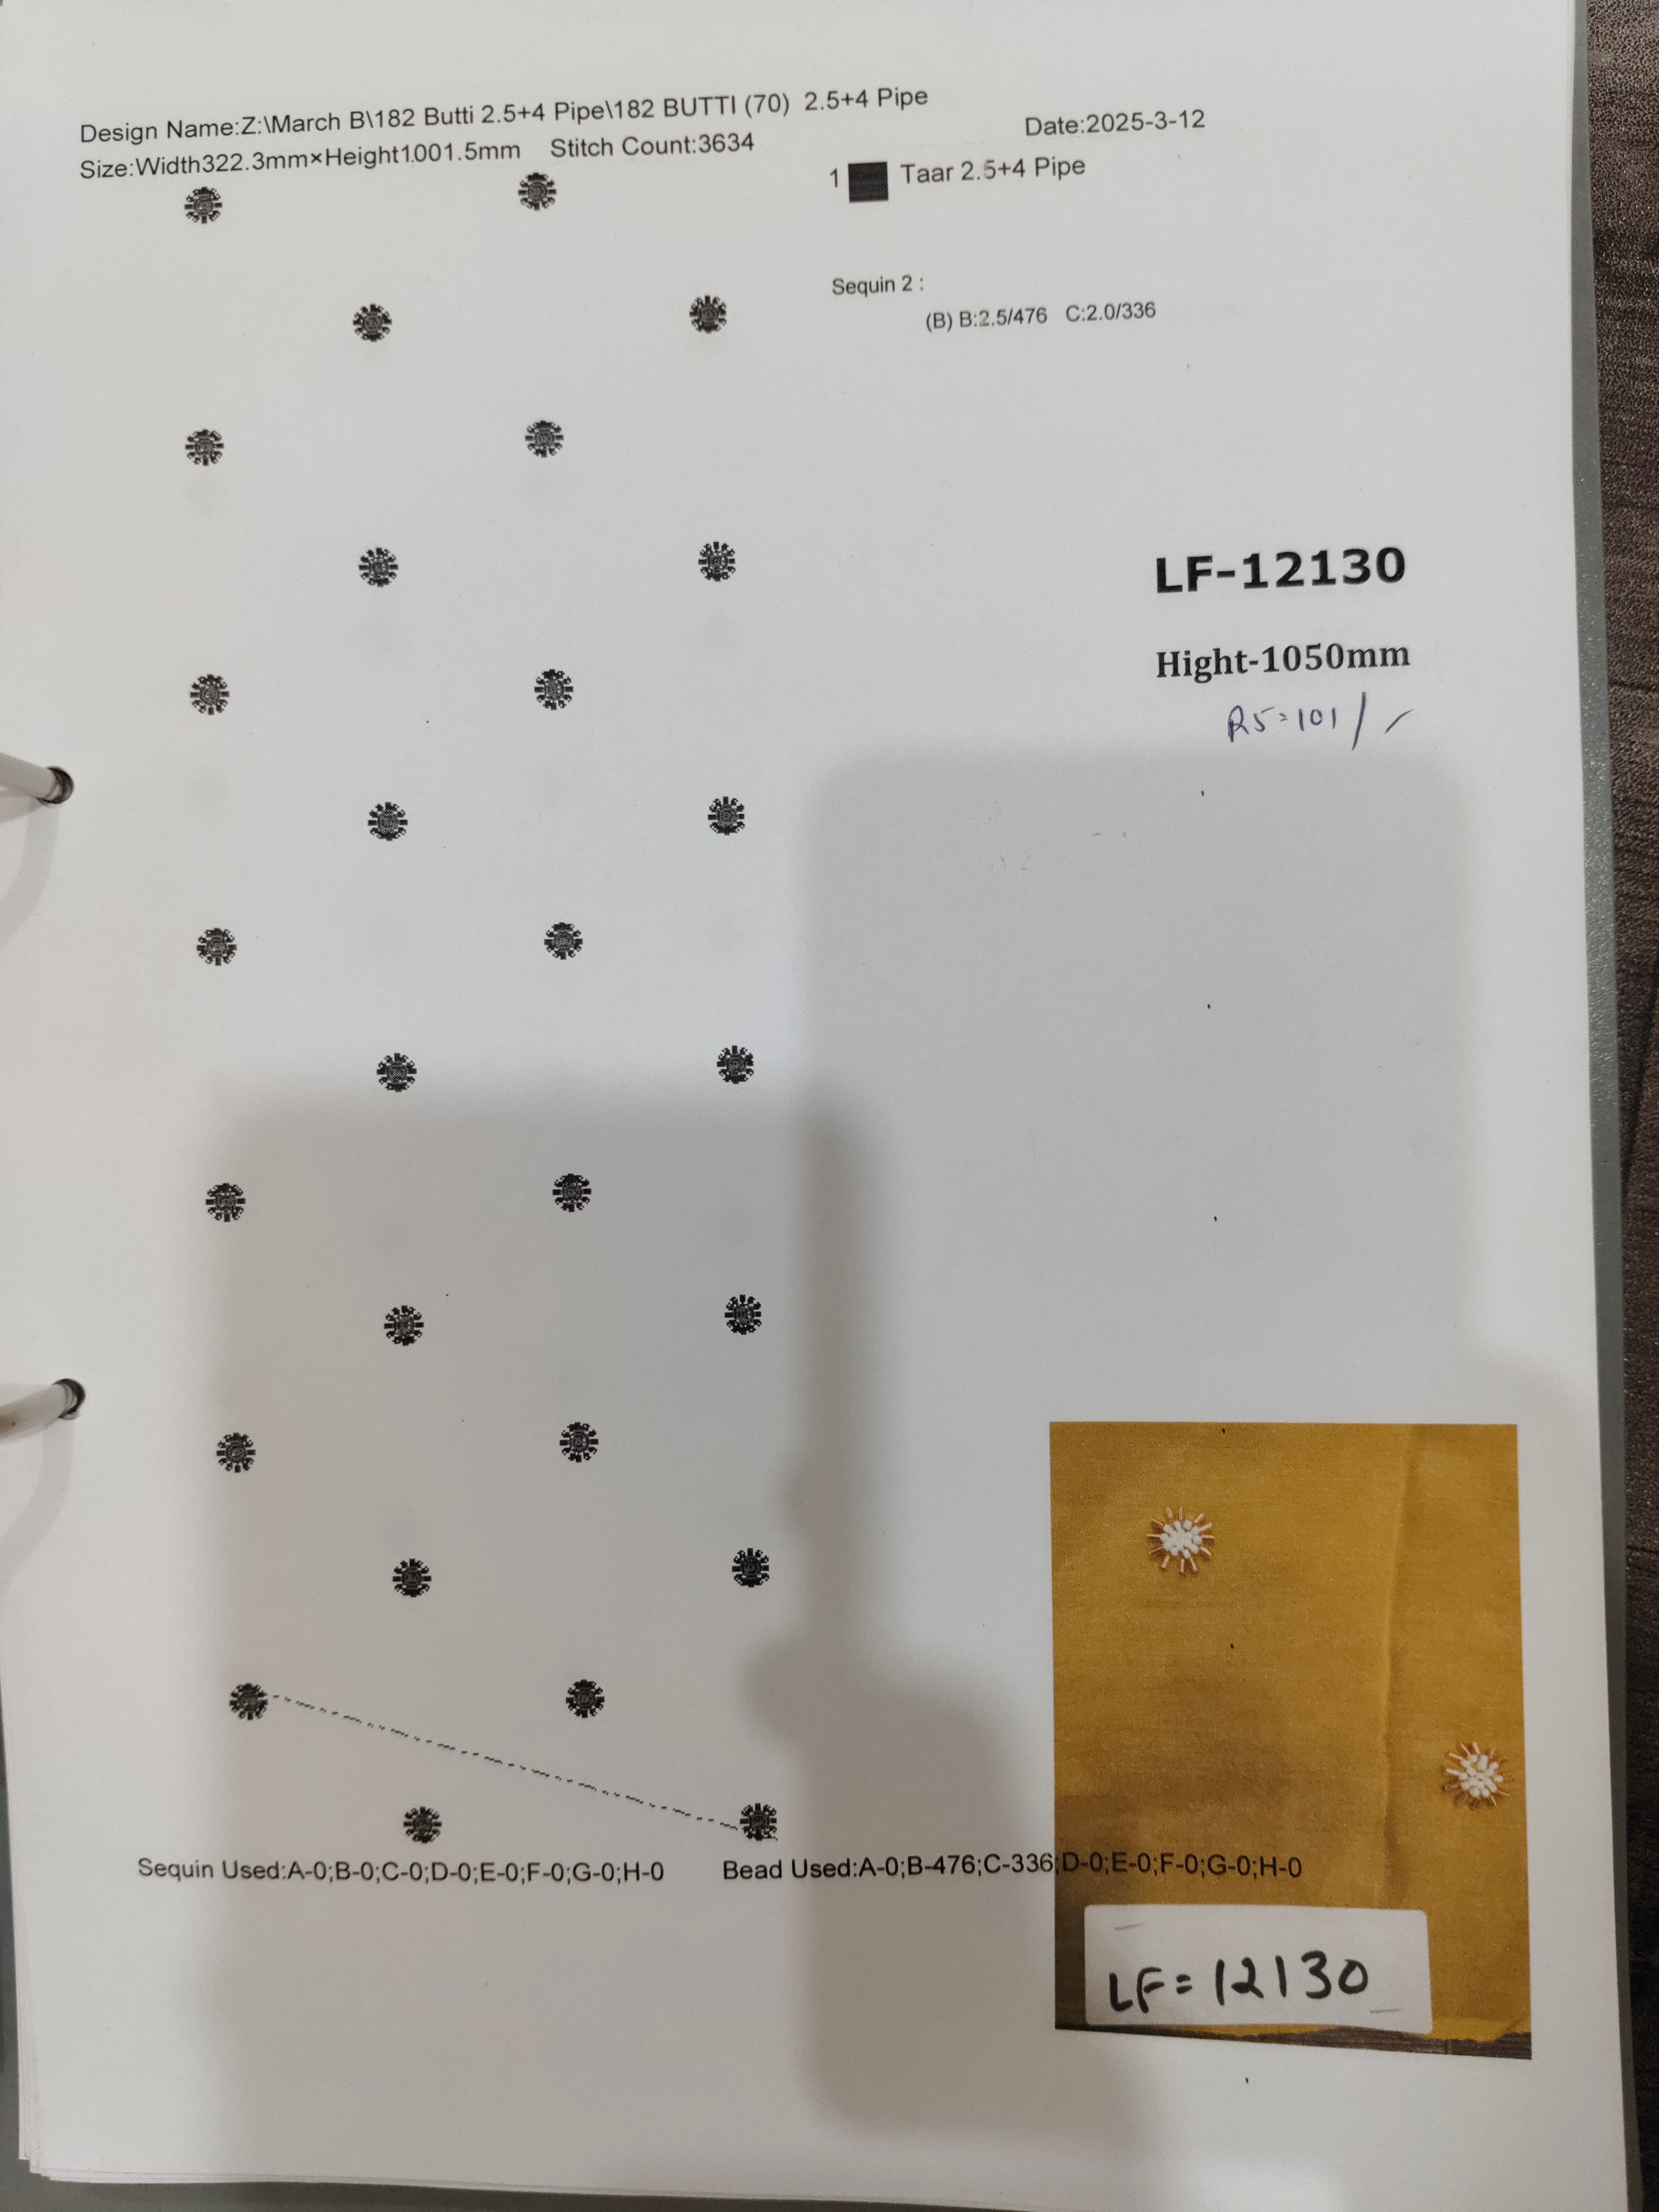 Design Name:Z:\March B\182 Butti 2.5+4 Pipe\182 BUTTI (70) 2.5+4 Pipe
Date:2025-3-12
Size:Width322.3mm×Height1001.5mm Stitch Count:3634
1 Taar 2.5+4 Pipe
Sequin 2 :
(B) B:2.5/476 C:2.0/336
LF-12130
Hight-1050mm
RS=101/-
Sequin Used:A-0;B-0;C-0;D-0;E-0;F-0;G-0;H-0 Bead Used:A-0;B-476;C-336;D-0;E-0;F-0;G-0;H-0
LF=12130